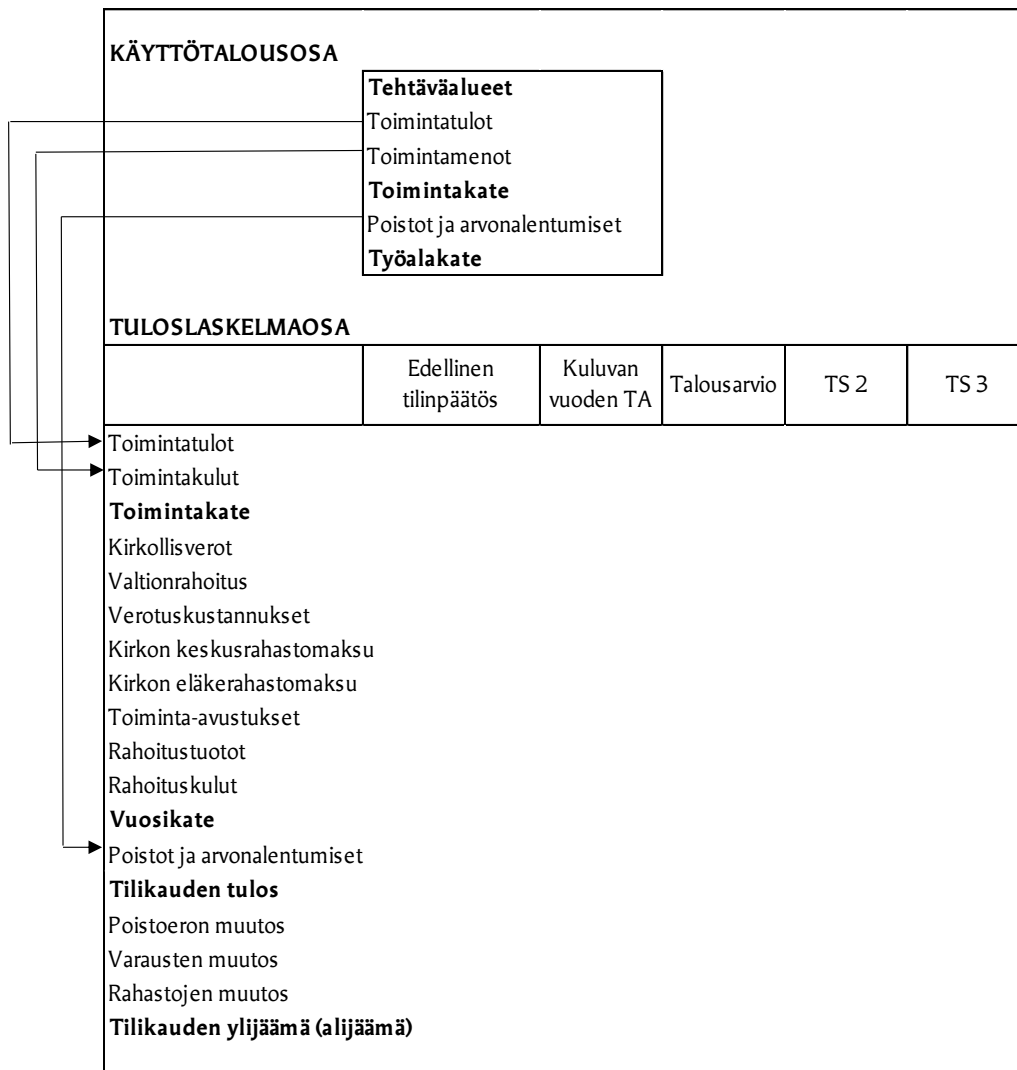 KÄYTTÖTALOUSOSA
Tehtäväalueet
Toimintatulot
Toimintamenot
Toimintakate
Poistot ja arvonalentumiset
Työalakate
TULOSLASKELMAOSA
Edellinen tilinpäätös
Kuluvan vuoden TA
Talousarvio
TS 2
TS 3
Toimintatulot
Toimintakulut
Toimintakate
Kirkollisverot
Valtionrahoitus
Verotuskustannukset
Kirkon keskusrahastomaksu
Kirkon eläkerahastomaksu
Toiminta-avustukset
Rahoitustuotot
Rahoituskulut
Vuosikate
Poistot ja arvonalentumiset
Tilikauden tulos
Poistoeron muutos
Varausten muutos
Rahastojen muutos
Tilikauden ylijäämä (alijäämä)